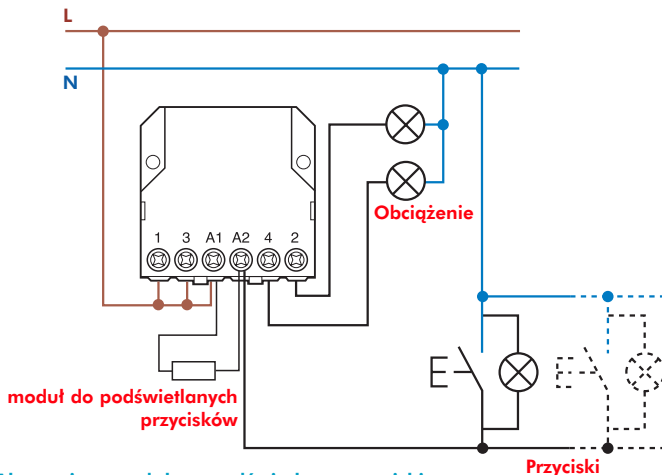 L
N
Obciążenie
1 3 A1 A2 4 2
moduł do podświetlanych
przycisków
Przyciski